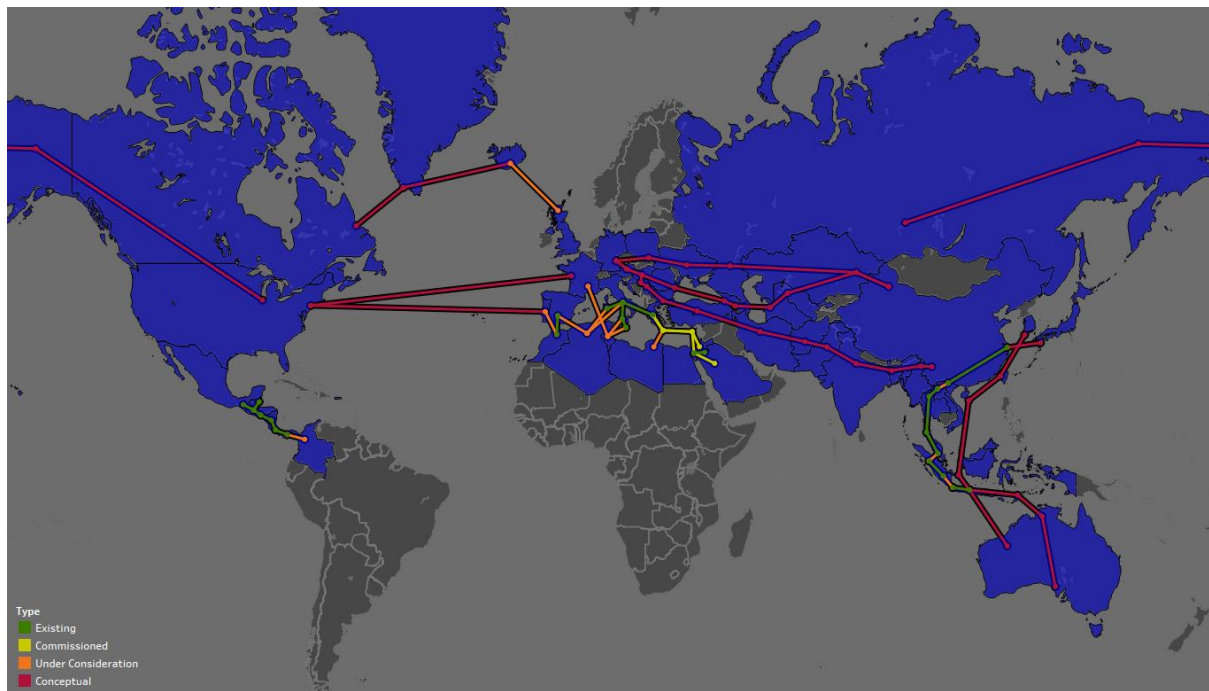 Type
Existing
Commissioned
Under Consideration
Conceptual